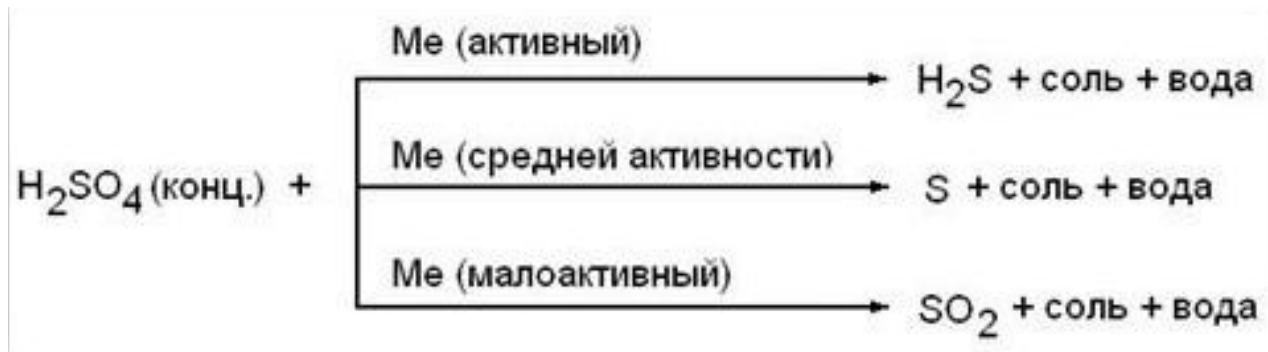 Me (активный)
H₂S + соль + вода
Me (средней активности)
H₂SO₄ (конц.) +
S + соль + вода
Me (малоактивный)
SO₂ + соль + вода